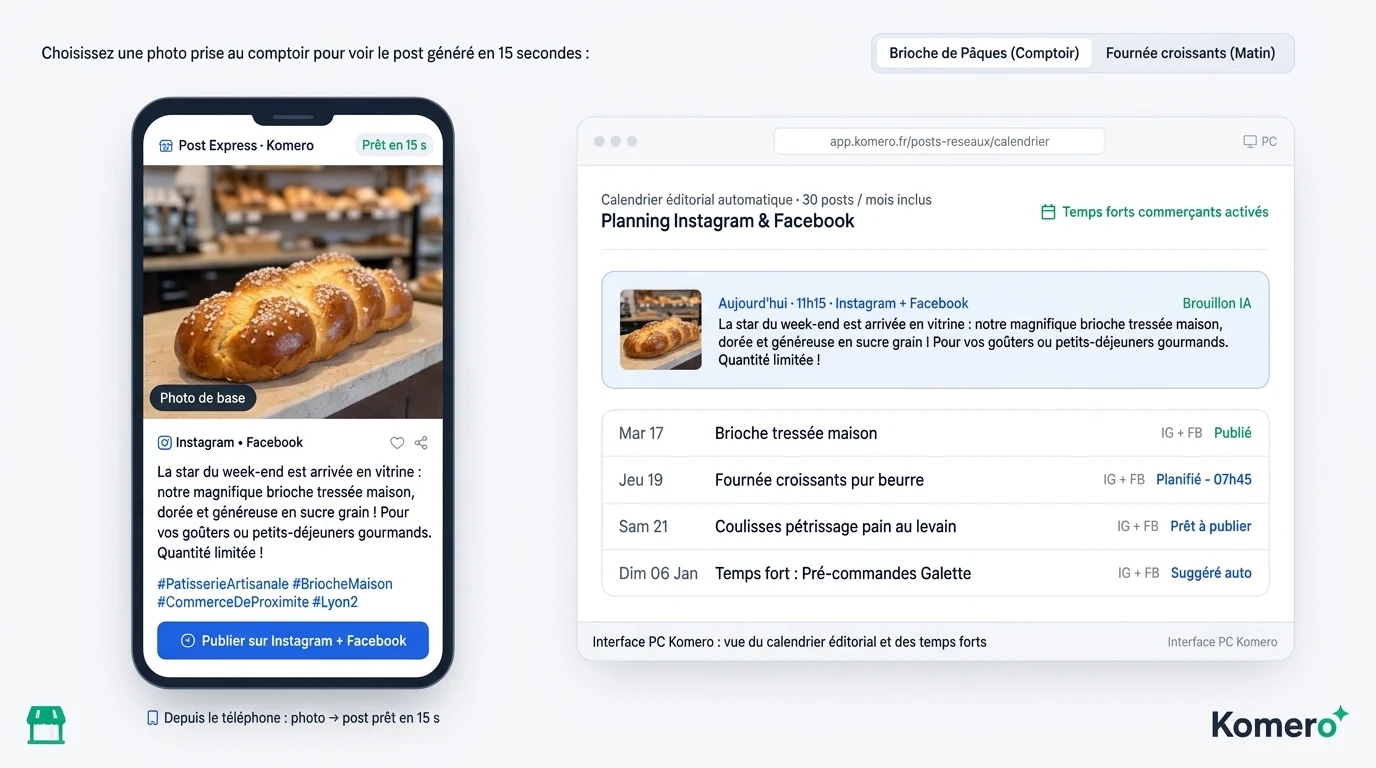 Choisissez une photo prise au comptoir pour voir le post généré en 15 secondes :
Brioche de Pâques (Comptoir)
Fournée croissants (Matin)
Post Express · Komero
Prêt en 15 s
Photo de base
Instagram • Facebook
La star du week-end est arrivée en vitrine :
notre magnifique brioche tressée maison,
dorée et généreuse en sucre grain ! Pour
vos goûters ou petits-déjeuners gourmands.
Quantité limitée !
#PatisserieArtisanale #BriocheMaison
#CommerceDeProximite #Lyon2
Publier sur Instagram + Facebook
Depuis le téléphone : photo → post prêt en 15 s
app.komero.fr/posts-reseaux/calendrier
PC
Calendrier éditorial automatique · 30 posts / mois inclus
Planning Instagram & Facebook
Temps forts commerçants activés
Aujourd'hui · 11h15 · Instagram + Facebook
Brouillon IA
La star du week-end est arrivée en vitrine : notre magnifique brioche tressée maison,
dorée et généreuse en sucre grain ! Pour vos goûters ou petits-déjeuners gourmands.
Quantité limitée !
Mar 17 Brioche tressée maison IG + FB Publié
Jeu 19 Fournée croissants pur beurre IG + FB Planifié - 07h45
Sam 21 Coulisses pétrissage pain au levain IG + FB Prêt à publier
Dim 06 Jan Temps fort : Pré-commandes Galette IG + FB Suggéré auto
Interface PC Komero : vue du calendrier éditorial et des temps forts
Interface PC Komero
Komero